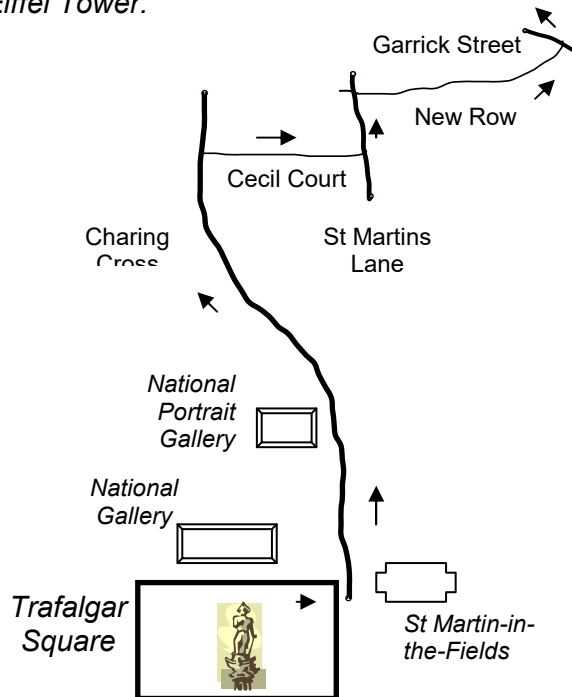 Eiffel Tower.
Garrick Street
New Row
Cecil Court
Charing
Cross
St Martins
Lane
National
Portrait
Gallery
National
Gallery
Trafalgar
Square
St Martin-in-
the-Fields